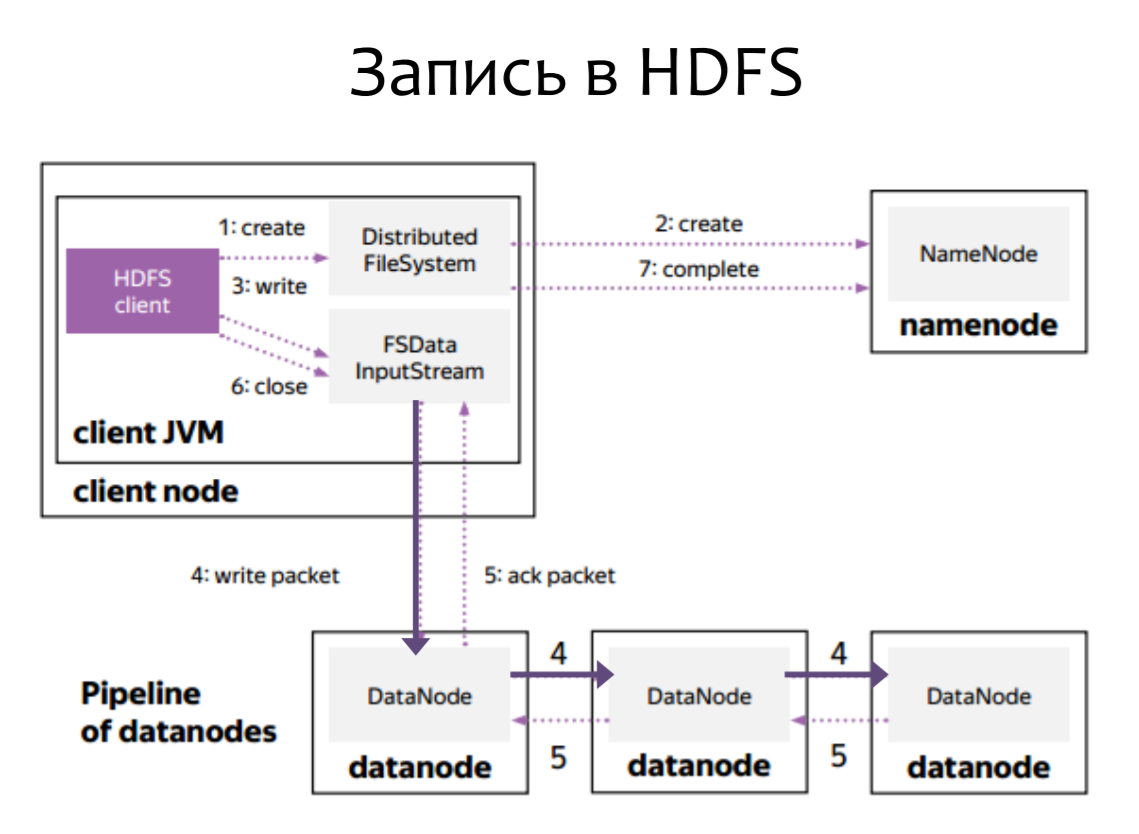 Запись в HDFS
1: create
Distributed
FileSystem
2: create
NameNode
7: complete
HDFS
client
3: write
namenode
FSData
InputStream
6: close
client JVM
client node
4: write packet
5: ack packet
4
4
Pipeline
of datanodes
DataNode
DataNode
DataNode
5
5
datanode
datanode
datanode